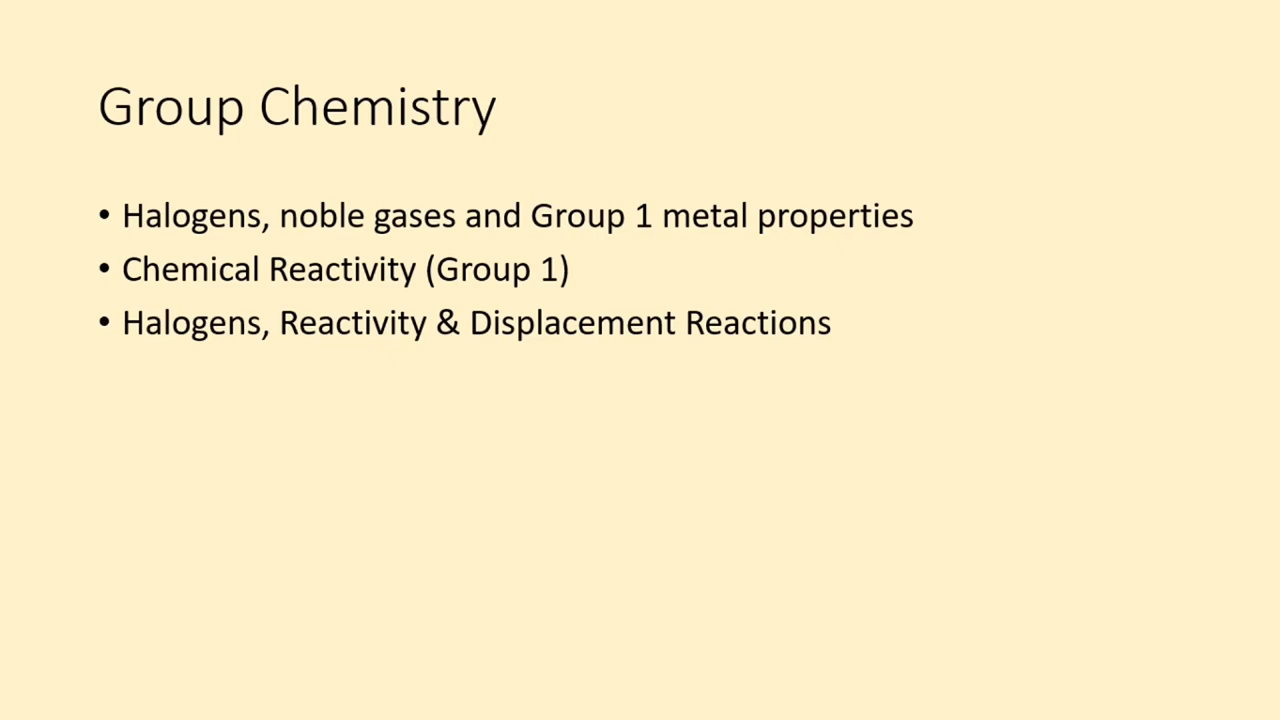 Group Chemistry
• Halogens, noble gases and Group 1 metal properties
• Chemical Reactivity (Group 1)
• Halogens, Reactivity & Displacement Reactions